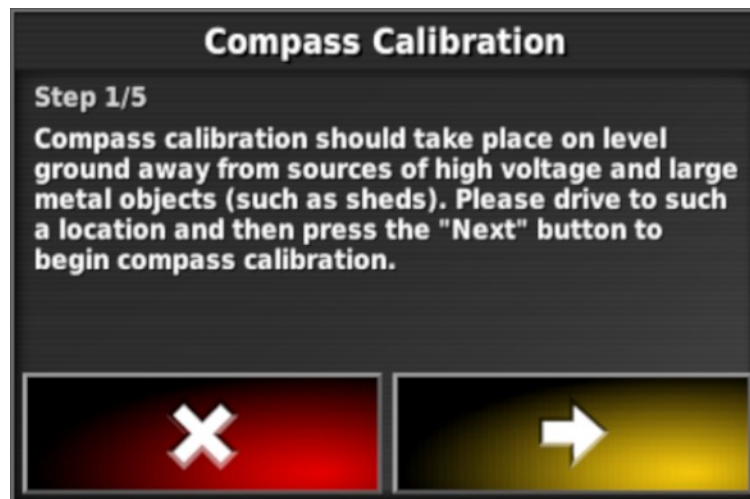 Compass Calibration
Step 1/5
Compass calibration should take place on level
ground away from sources of high voltage and large
metal objects (such as sheds). Please drive to such
a location and then press the "Next" button to
begin compass calibration.